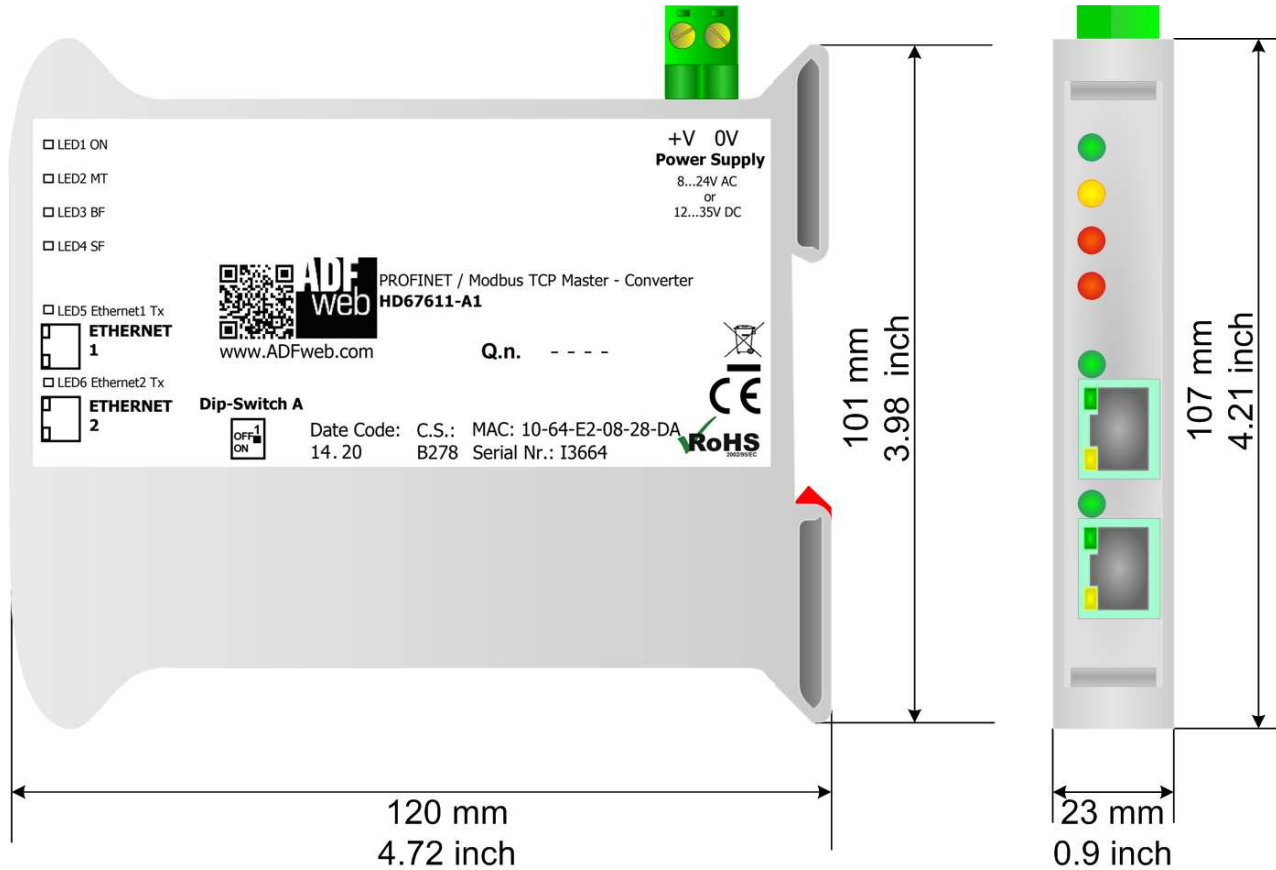 +V 0V
Power Supply
8...24V AC
or
12...35V DC
LED1 ON
LED2 MT
LED3 BF
LED4 SF
ADF
web
PROFINET / Modbus TCP Master - Converter
HD67611-A1
www.ADFweb.com
Q.n. - - - -
LED5 Ethernet1 Tx
ETHERNET
1
LED6 Ethernet2 Tx
ETHERNET
2
Dip-Switch A
OFF 1
ON
Date Code:
14. 20
C.S.:
B278
MAC: 10-64-E2-08-28-DA
Serial Nr.: I3664
CE
RoHS
2002/95/EC
101 mm
3.98 inch
107 mm
4.21 inch
120 mm
4.72 inch
23 mm
0.9 inch